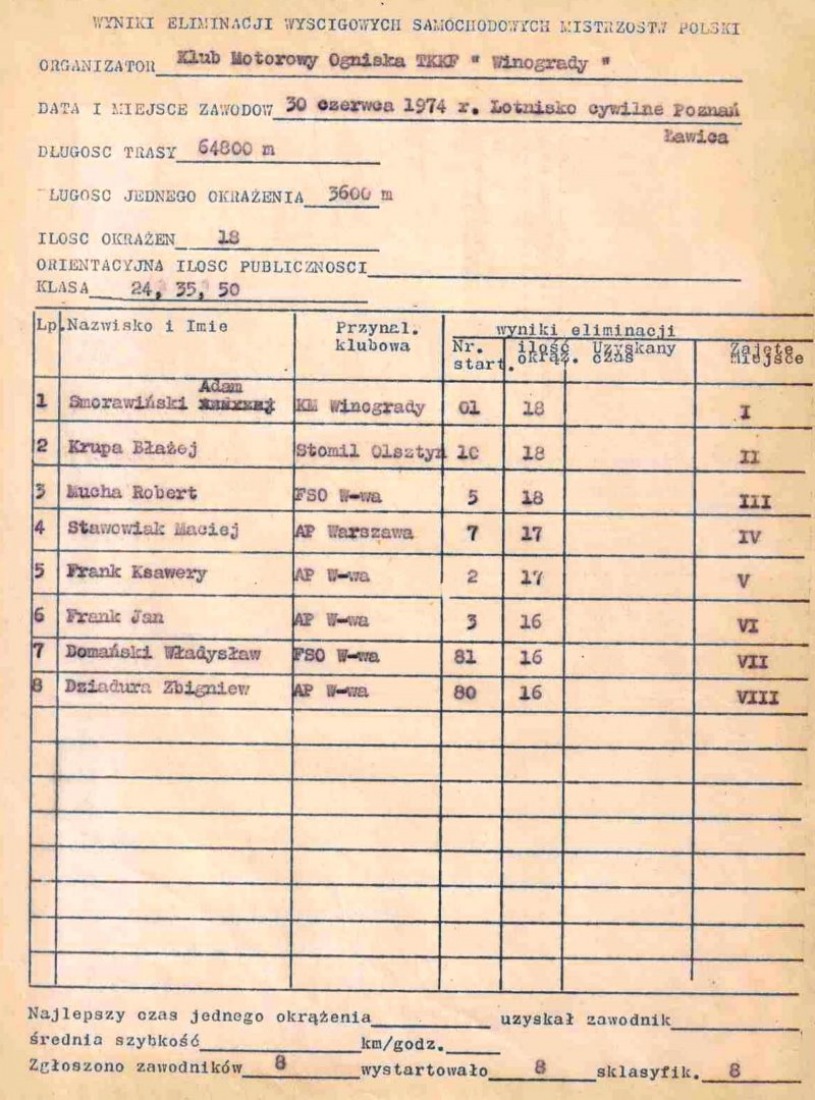 WYNIKI ELIMINACJI WYSCIGOWYCH SAMOCHODOWYCH MISTRZOSTW POLSKI
ORGANIZATOR Klub Motorowy Ogniska TKKF " Winogrady "
DATA I MIEJSCE ZAWODOW 30 czerwca 1974 r. Lotnisko cywilne Poznań
Ławica
DLUGOSC TRASY 64800 m
LUGOSC JEDNEGO OKRAŻENIA 3600 m
ILOSC OKRAŻEN 18
ORIENTACYJNA ILOSC PUBLICZNOSCI
KLASA 24, 35, 50
Lp. Nazwisko i Imie Przynal. klubowa wyniki eliminacji
Nr. start. ilość okrąż. Uzyskany czas Zajęte miejsce
1 Smorawiński Adam KM Winogrady 01 18 I
2 Krupa Błażej Stomil Olsztyn 10 18 II
3 Mucha Robert FSO W-wa 5 18 III
4 Stawowiak Maciej AP Warszawa 7 17 IV
5 Frank Ksawery AP W-wa 2 17 V
6 Frank Jan AP W-wa 3 16 VI
7 Domański Władysław FSO W-wa 81 16 VII
8 Dziadura Zbigniew AP W-wa 80 16 VIII
Najlepszy czas jednego okrążenia uzyskał zawodnik
średnia szybkość km/godz.
Zgłoszono zawodników 8 wystartowało 8 sklasyfik. 8